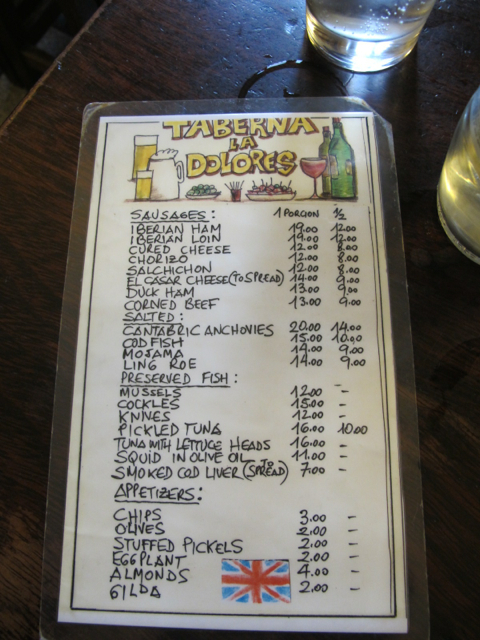 TABERNA
LA
DOLORES
SAUSAGES: 1 PORCION 1/2
IBERIAN HAM 19.00 12.00
IBERIAN LOIN 19.00 12.00
CURED CHEESE 12.00 8.00
CHORIZO 12.00 8.00
SALCHICHON 12.00 8.00
EL CASAR CHEESE (TO SPREAD) 14.00 9.00
DUCK HAM 13.00 9.00
CORNED BEEF 13.00 9.00
SALTED:
CANTABRIC ANCHOVIES 20.00 14.00
COD FISH 15.00 10.00
MOJAMA 14.00 9.00
LING ROE 14.00 9.00
PRESERVED FISH: -
MUSSELS 12.00 -
COCKLES 15.00 -
KNIVES 12.00 -
PICKLED TUNA 16.00 10.00
TUNA WITH LETTUCE HEADS 16.00 -
SQUID IN OLIVE OIL 11.00 -
SMOKED COD LIVER (TO SPREAD) 7.00 -
APPETIZERS:
CHIPS 3.00 -
OLIVES 2.00 -
STUFFED PICKELS 2.00 -
EGGPLANT 2.00 -
ALMONDS 4.00 -
GILDA 2.00 -